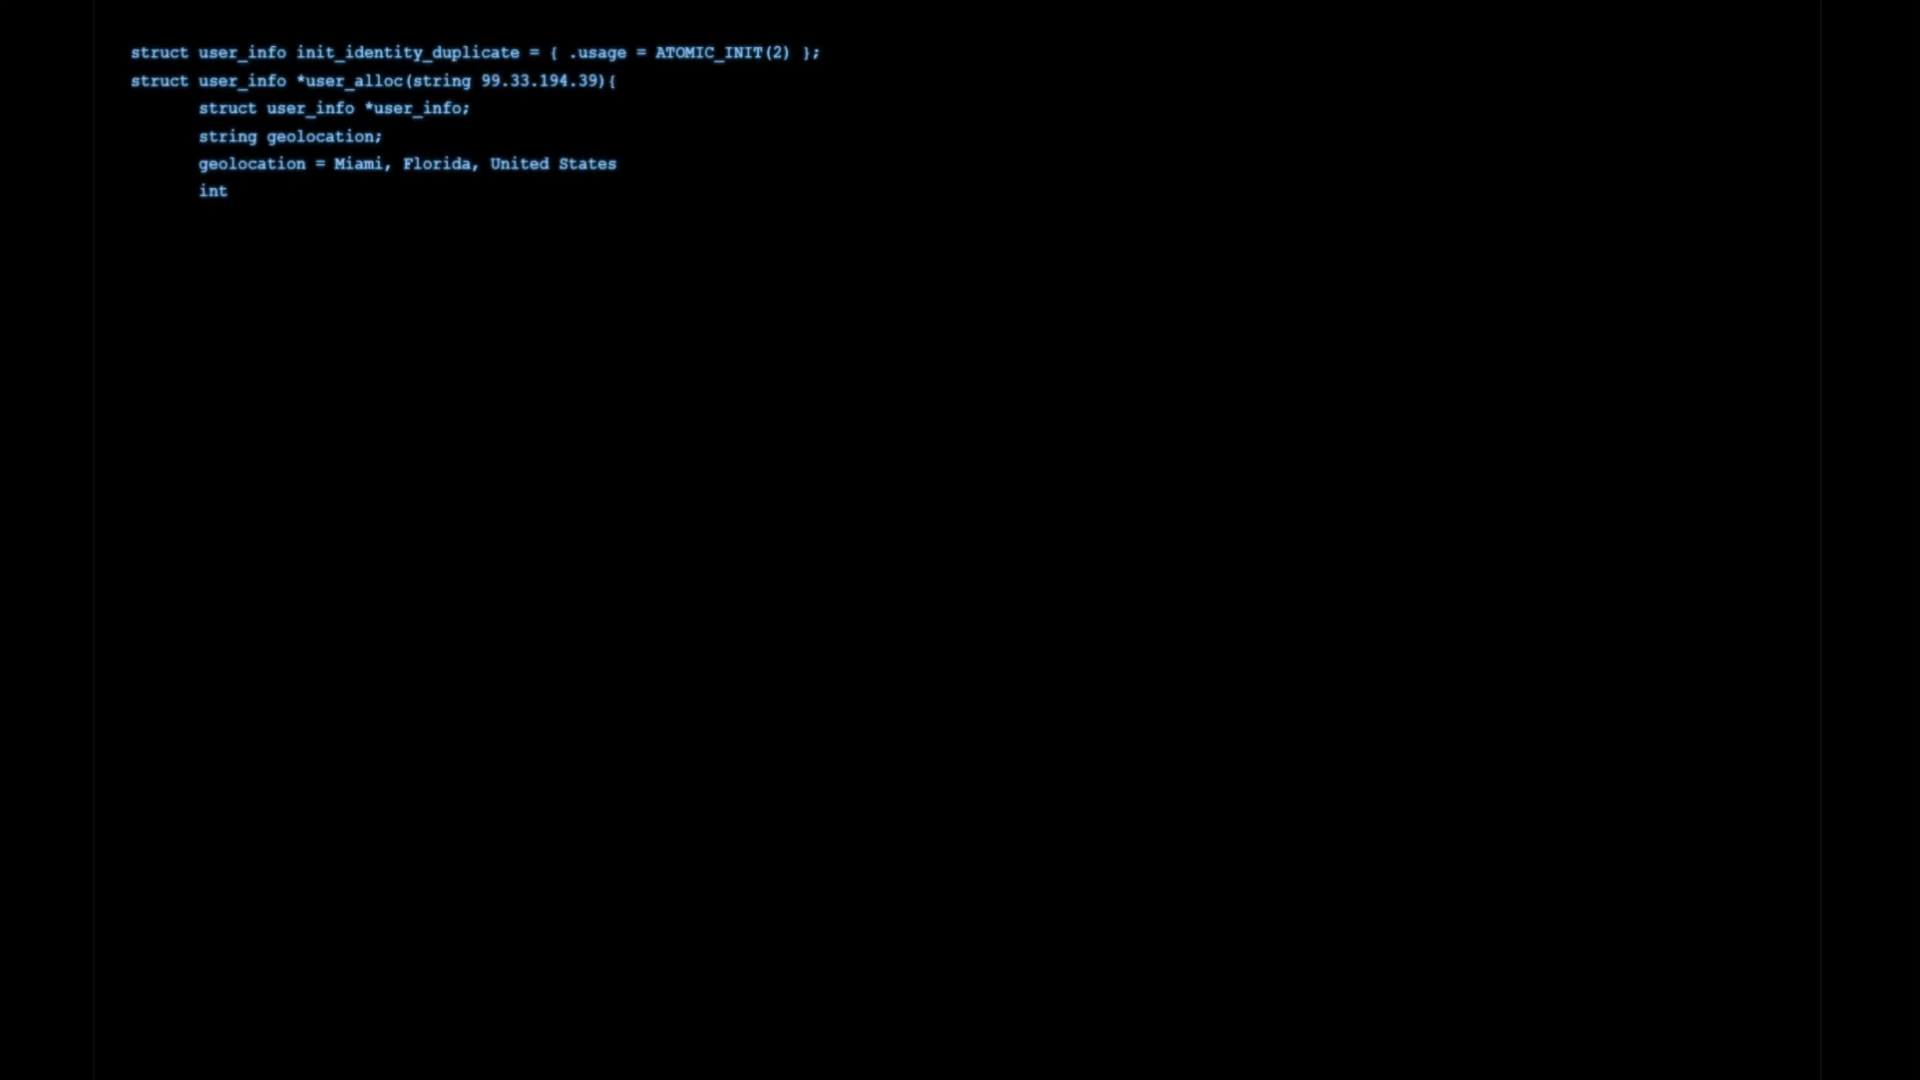 struct user_info init_identity_duplicate = { .usage = ATOMIC_INIT(2) };
struct user_info *user_alloc(string 99.33.194.39){
struct user_info *user_info;
string geolocation;
geolocation = Miami, Florida, United States
int